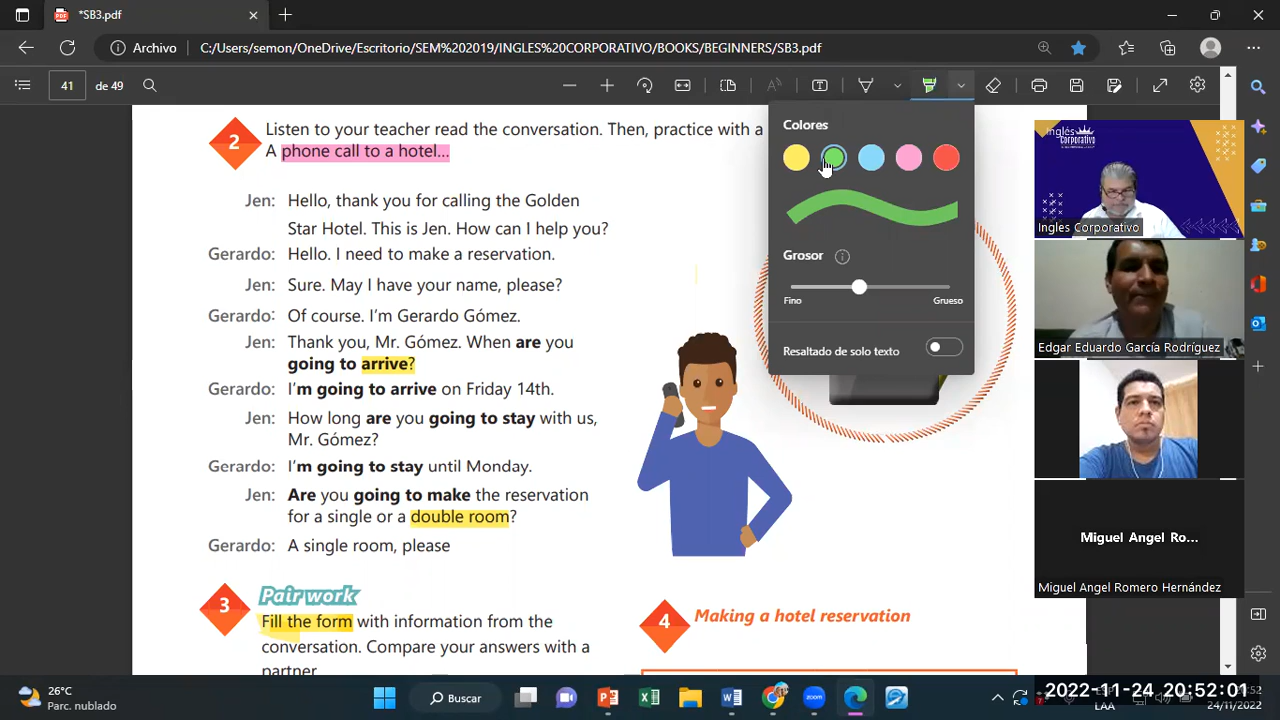 *SB3.pdf
Archivo
C:/Users/semon/OneDrive/Escritorio/SEM%202019/INGLES%20CORPORATIVO/BOOKS/BEGINNERS/SB3.pdf
41
de 49
2
Listen to your teacher read the conversation. Then, practice with a
A phone call to a hotel...
Jen: Hello, thank you for calling the Golden
Star Hotel. This is Jen. How can I help you?
Gerardo: Hello. I need to make a reservation.
Jen: Sure. May I have your name, please?
Gerardo: Of course. I'm Gerardo Gómez.
Jen: Thank you, Mr. Gómez. When are you
going to arrive?
Gerardo: I'm going to arrive on Friday 14th.
Jen: How long are you going to stay with us,
Mr. Gómez?
Gerardo: I'm going to stay until Monday.
Jen: Are you going to make the reservation
for a single or a double room?
Gerardo: A single room, please
3
Pair work
Fill the form with information from the
conversation. Compare your answers with a
partner
4
Making a hotel reservation
Colores
Grosor
Fino
Grueso
Resaltado de solo texto
Inglés
Corporativo
Ingles Corporativo
Edgar Eduardo García Rodríguez
Miguel Angel Ro...
Miguel Angel Romero Hernández
26°C
Parc. nublado
Buscar
zoom
ESP
LAA
2022-11-24 20:52:01
24/11/2022